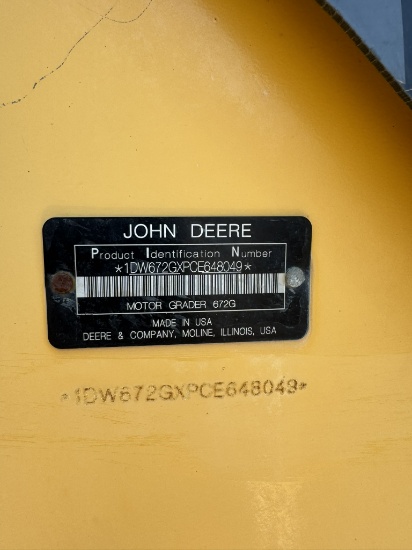 JOHN DEERE
Product Identification Number
*1DW672GXPCE648049*
MOTOR GRADER 672G
MADE IN USA
DEERE & COMPANY, MOLINE, ILLINOIS, USA
*1DW672GXPCE648049*